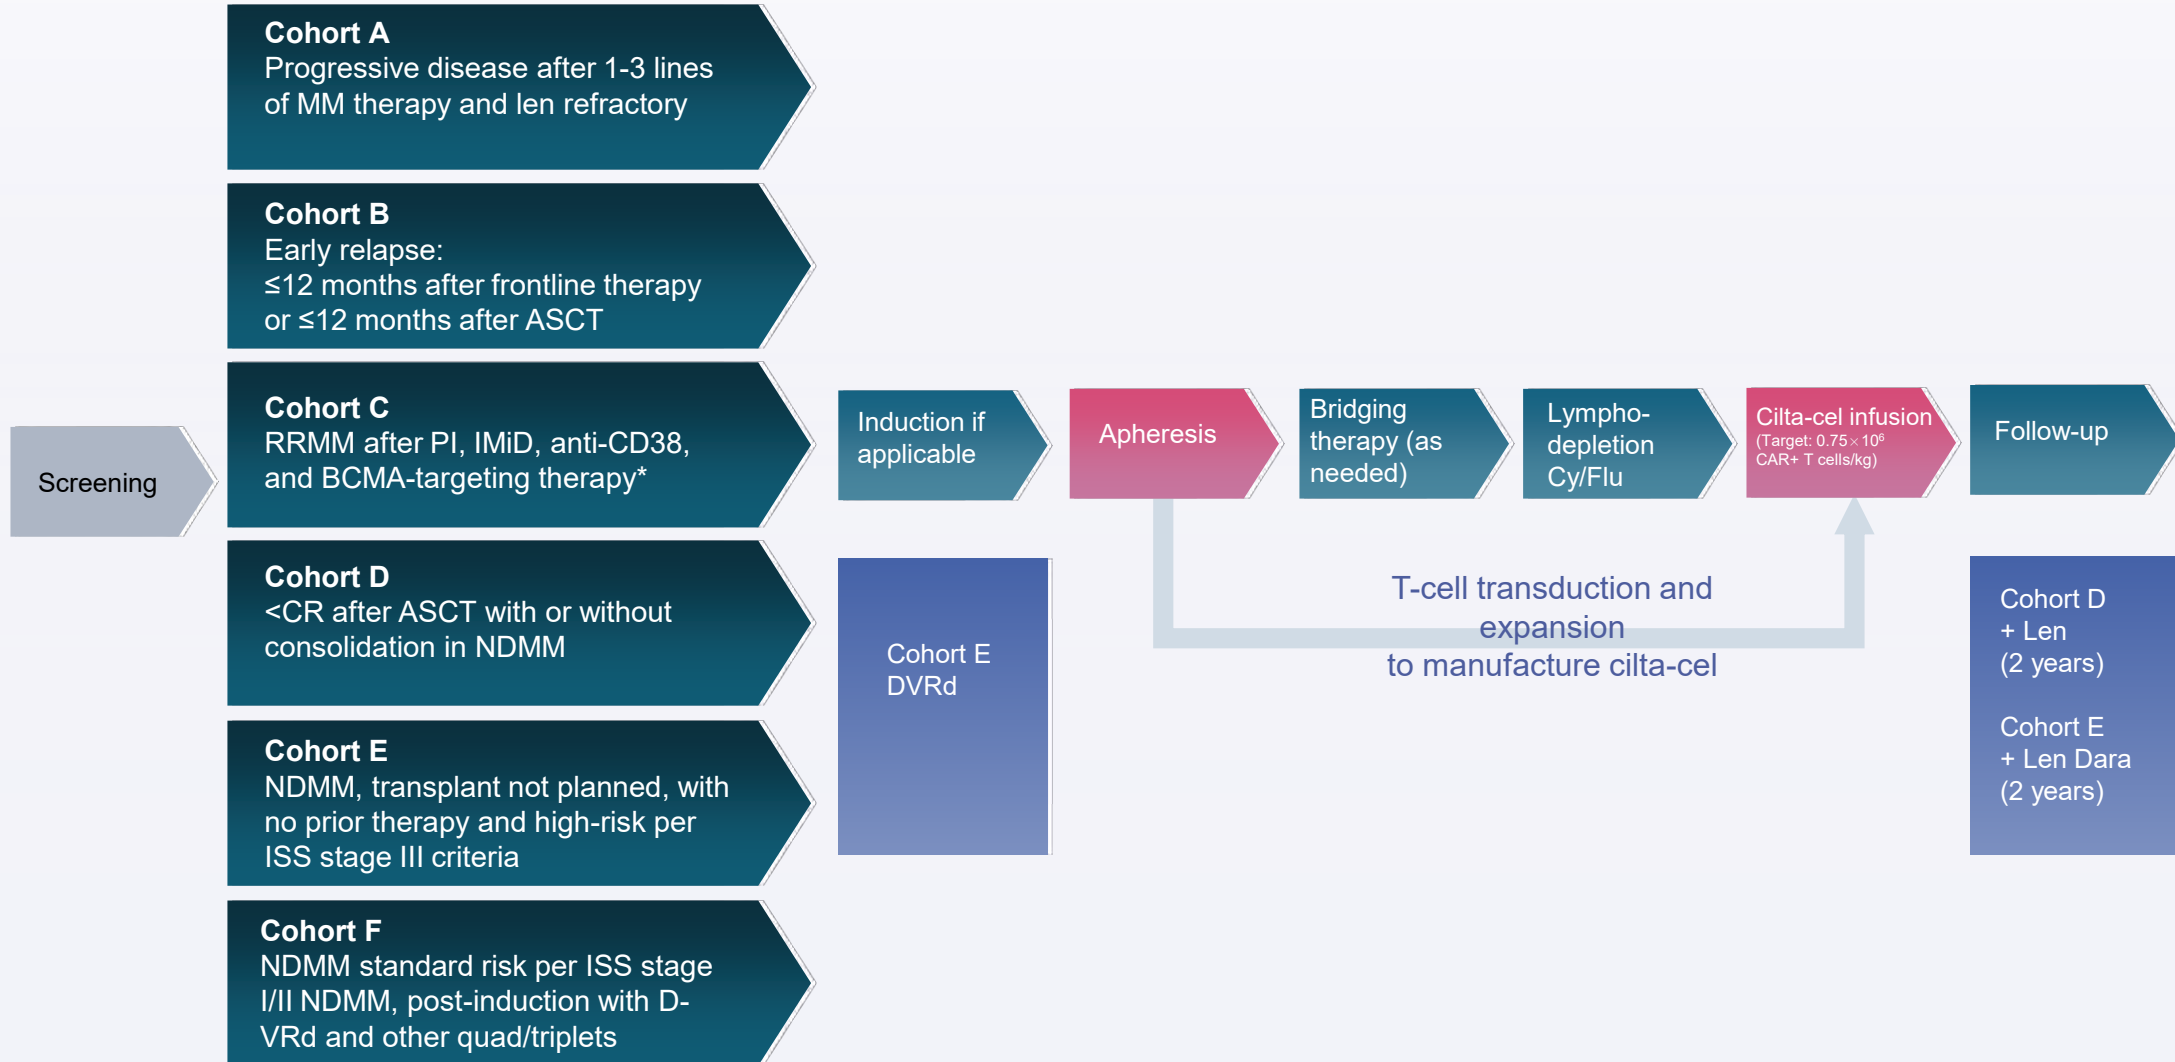 Cohort A
Progressive disease after 1-3 lines
of MM therapy and len refractory
Cohort B
Early relapse:
≤12 months after frontline therapy
or ≤12 months after ASCT
Cohort C
RRMM after PI, IMiD, anti-CD38,
and BCMA-targeting therapy*
Cohort D
<CR after ASCT with or without
consolidation in NDMM
Cohort E
NDMM, transplant not planned, with
no prior therapy and high-risk per
ISS stage III criteria
Cohort F
NDMM standard risk per ISS stage
I/II NDMM, post-induction with D-
VRd and other quad/triplets
Screening
Induction if
applicable
Apheresis
Bridging
therapy (as
needed)
Lympho-
depletion
Cy/Flu
Cilta-cel infusion
(Target: 0.75×10⁶
CAR+ T cells/kg)
Follow-up
Cohort E
DVRd
T-cell transduction and
expansion
to manufacture cilta-cel
Cohort D
+ Len
(2 years)
Cohort E
+ Len Dara
(2 years)